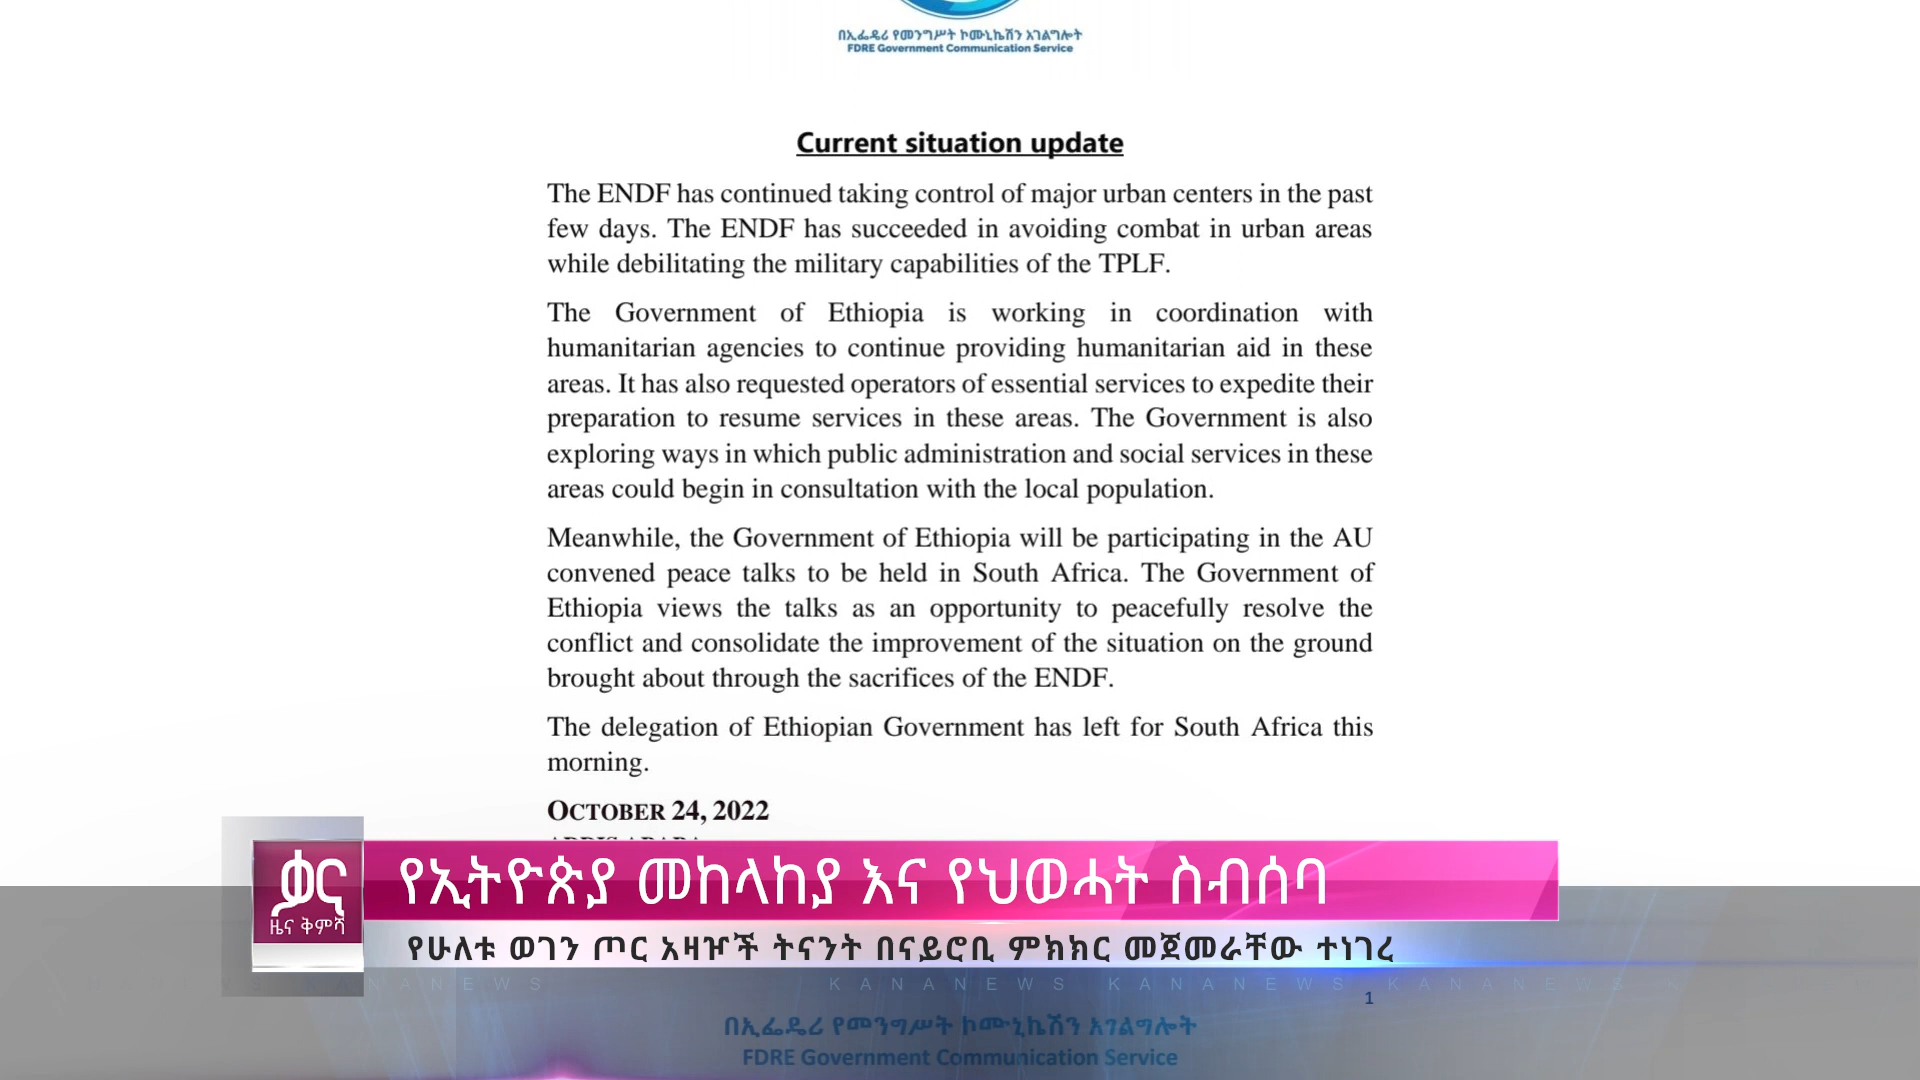 በኢፌዴሪ የመንግሥት ኮሙኒኬሽን አገልግሎት
FDRE Government Communication Service
Current situation update
The ENDF has continued taking control of major urban centers in the past
few days. The ENDF has succeeded in avoiding combat in urban areas
while debilitating the military capabilities of the TPLF.
The Government of Ethiopia is working in coordination with
humanitarian agencies to continue providing humanitarian aid in these
areas. It has also requested operators of essential services to expedite their
preparation to resume services in these areas. The Government is also
exploring ways in which public administration and social services in these
areas could begin in consultation with the local population.
Meanwhile, the Government of Ethiopia will be participating in the AU
convened peace talks to be held in South Africa. The Government of
Ethiopia views the talks as an opportunity to peacefully resolve the
conflict and consolidate the improvement of the situation on the ground
brought about through the sacrifices of the ENDF.
The delegation of Ethiopian Government has left for South Africa this
morning.
OCTOBER 24, 2022
ቃና
ዜና ቅምሻ
የኢትዮጵያ መከላከያ እና የህወሓት ስብሰባ
የሁለቱ ወገን ጦር አዛዦች ትናንት በናይሮቢ ምክክር መጀመራቸው ተነገረ
KANANEWS KANANEWS KANANEWS KANANEWS
1
በኢፌዴሪ የመንግሥት ኮሙኒኬሽን አገልግሎት
FDRE Government Communication Service